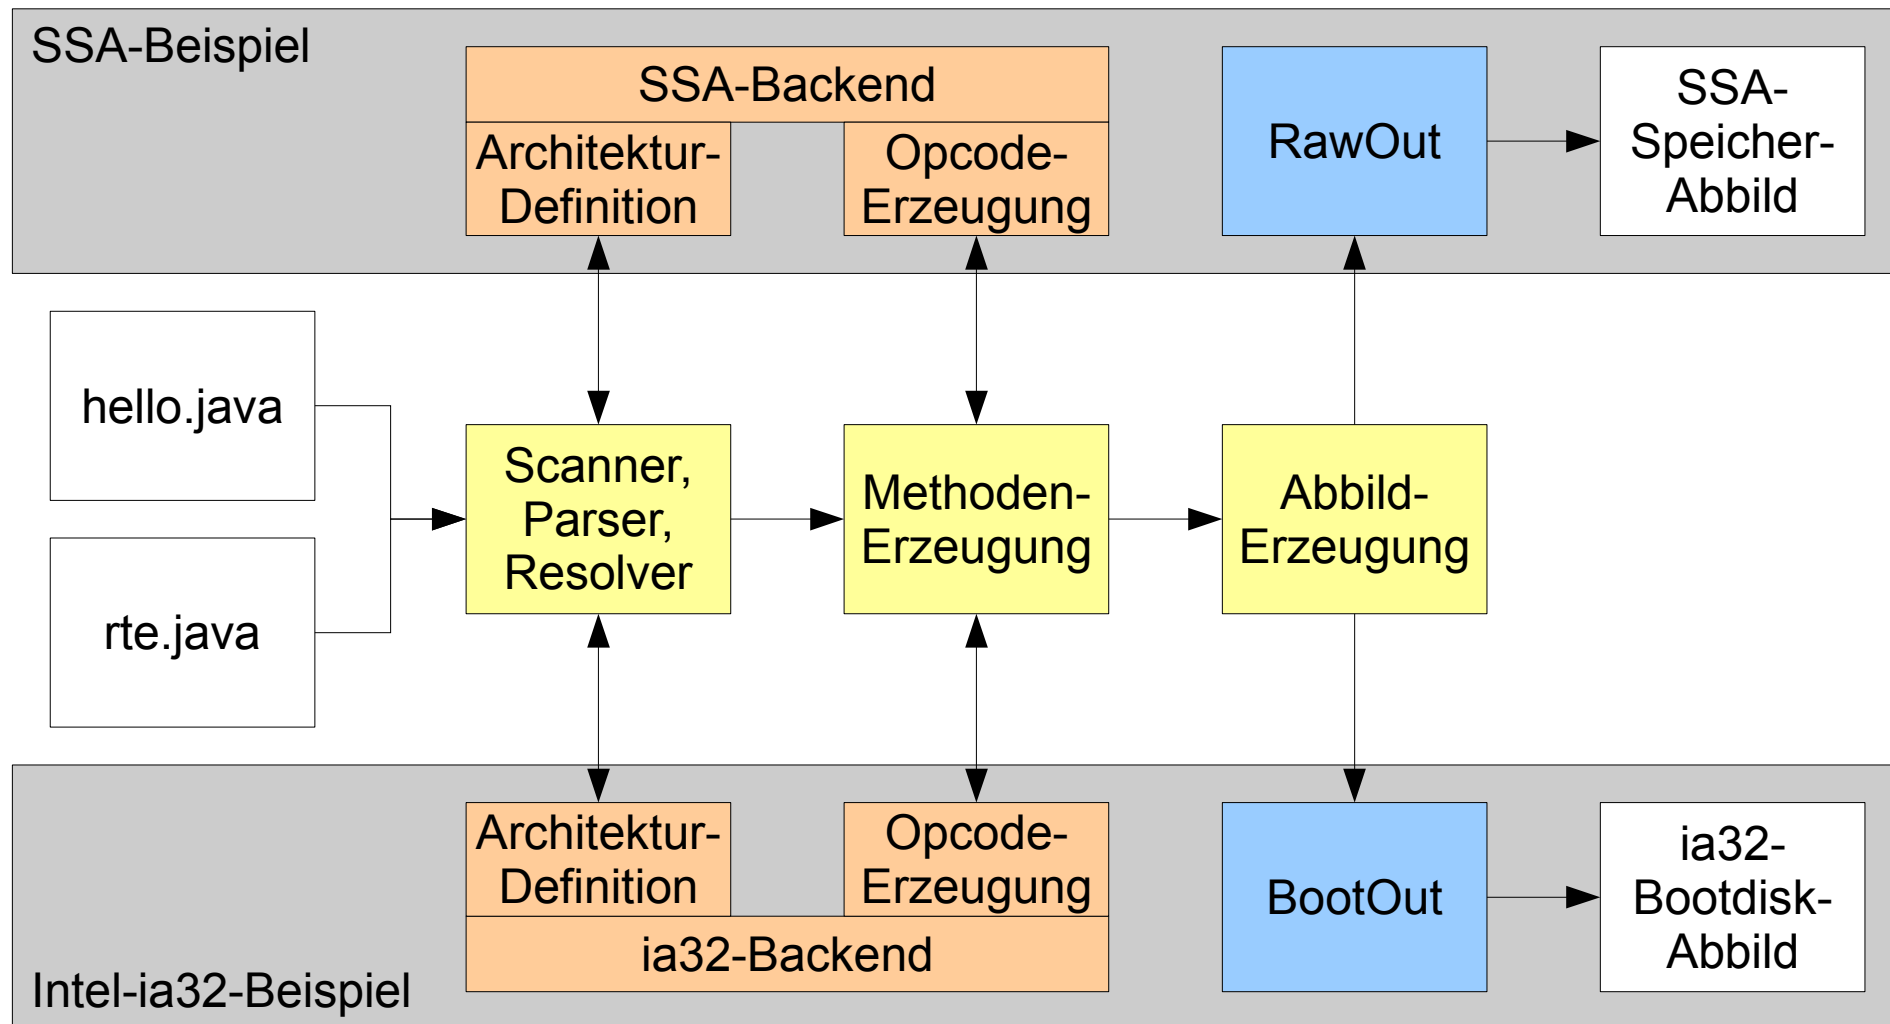 SSA-Beispiel
SSA-Backend
Architektur-
Definition
Opcode-
Erzeugung
RawOut
SSA-
Speicher-
Abbild
hello.java
rte.java
Scanner,
Parser,
Resolver
Methoden-
Erzeugung
Abbild-
Erzeugung
Architektur-
Definition
Opcode-
Erzeugung
ia32-Backend
BootOut
ia32-
Bootdisk-
Abbild
Intel-ia32-Beispiel